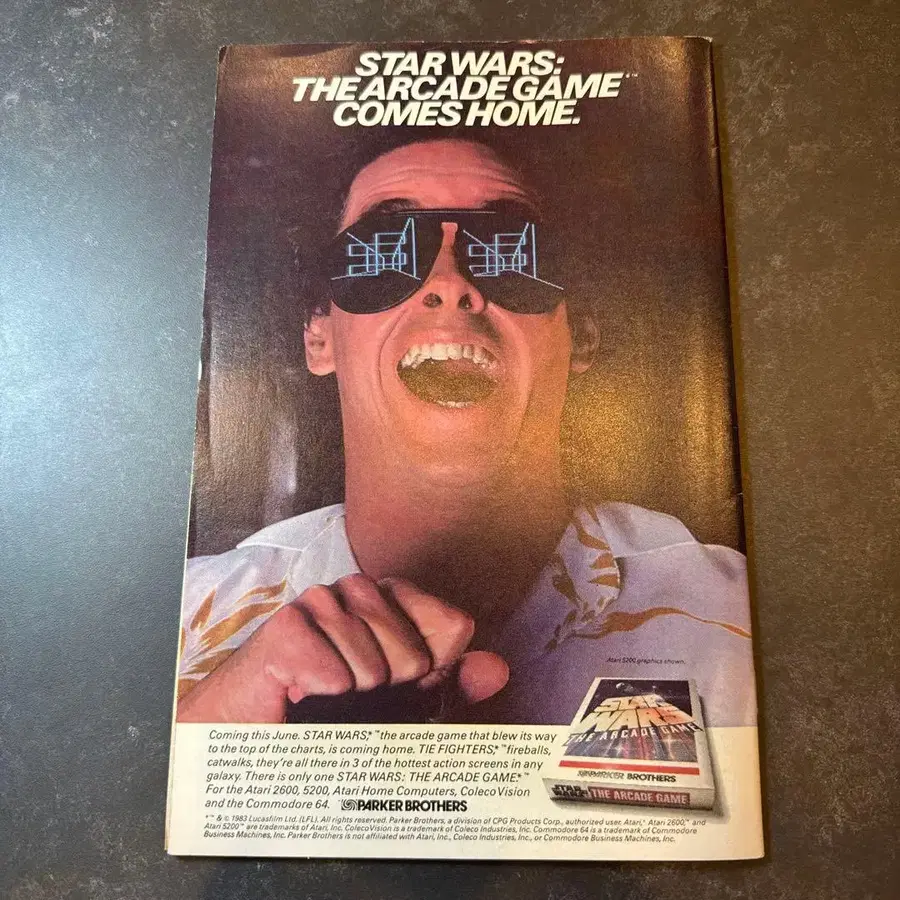 STAR WARS:
THE ARCADE GAME*™
COMES HOME.
Atari 5200 graphics shown.
Coming this June. STAR WARS,*™ the arcade game that blew its way
to the top of the charts, is coming home. TIE FIGHTERS,*™ fireballs,
catwalks, they're all there in 3 of the hottest action screens in any
galaxy. There is only one STAR WARS: THE ARCADE GAME.*™
For the Atari 2600, 5200, Atari Home Computers, ColecoVision
and the Commodore 64. PARKER BROTHERS
STAR
WARS
THE ARCADE GAME
PARKER BROTHERS
STAR WARS THE ARCADE GAME
*™ & © 1983 Lucasfilm Ltd. (LFL). All rights reserved. Parker Brothers, a division of CPG Products Corp., authorized user. Atari,® Atari 2600,™ and
Atari 5200™ are trademarks of Atari, Inc. ColecoVision is a trademark of Coleco Industries, Inc. Commodore 64 is a trademark of Commodore
Business Machines, Inc. Parker Brothers is not affiliated with Atari, Inc., Coleco Industries, Inc., or Commodore Business Machines, Inc.